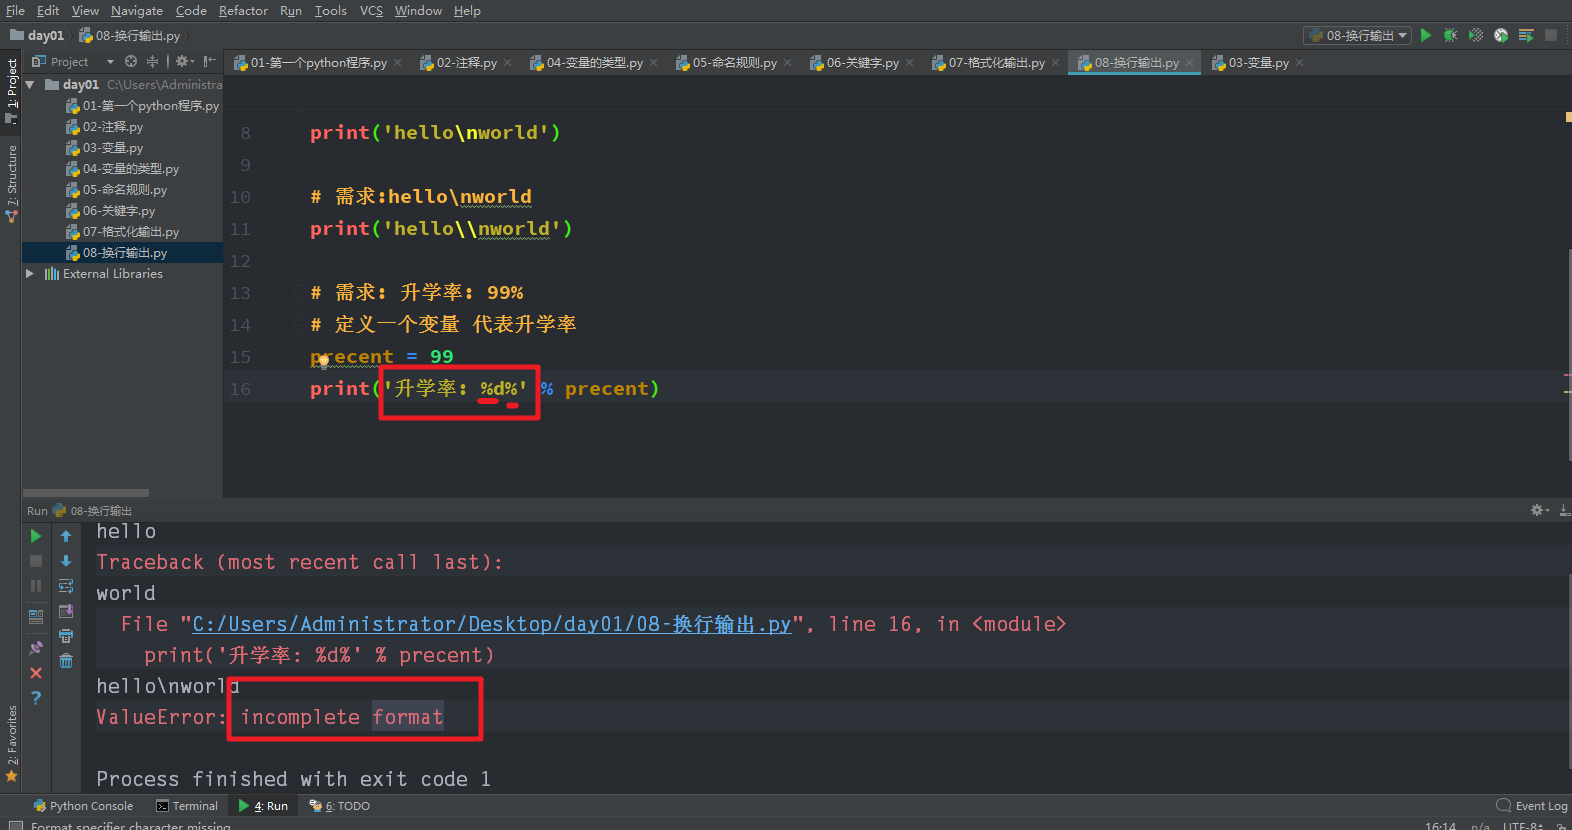 File Edit View Navigate Code Refactor Run Tools VCS Window Help
day01 08-换行输出.py 08-换行输出
Project
01-第一个python程序.py 02-注释.py 04-变量的类型.py 05-命名规则.py 06-关键字.py 07-格式化输出.py 08-换行输出.py 03-变量.py
1: Project
7: Structure
2: Favorites
day01 C:\Users\Administra
01-第一个python程序.py
02-注释.py
03-变量.py
04-变量的类型.py
05-命名规则.py
06-关键字.py
07-格式化输出.py
08-换行输出.py
External Libraries
8 print('hello\nworld')
9
10 # 需求:hello\nworld
11 print('hello\\nworld')
12
13 # 需求: 升学率: 99%
14 # 定义一个变量 代表升学率
15 precent = 99
16 print('升学率: %d%' % precent)
Run 08-换行输出
hello
Traceback (most recent call last):
world
File "C:/Users/Administrator/Desktop/day01/08-换行输出.py", line 16, in <module>
print('升学率: %d%' % precent)
hello\nworld
ValueError: incomplete format
Process finished with exit code 1
Python Console Terminal 4: Run 6: TODO Event Log
Format specifier character missing 16:14 n/a UTF-8